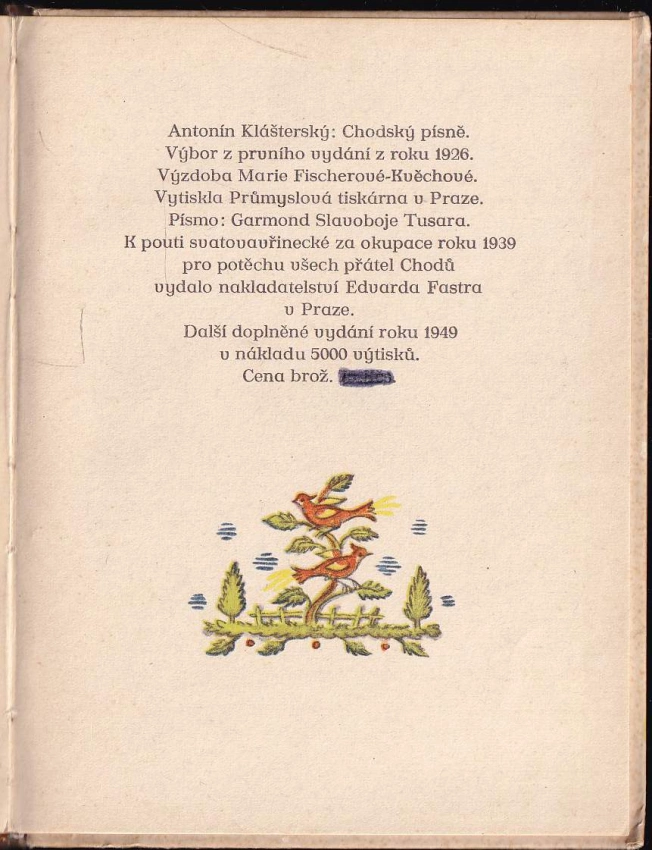 Antonín Klášterský: Chodský písně.
Výbor z prvního vydání z roku 1926.
Výzdoba Marie Fischerové-Kvěchové.
Vytiskla Průmyslová tiskárna v Praze.
Písmo: Garmond Slavoboje Tusara.
K pouti svatovavřinecké za okupace roku 1939
pro potěchu všech přátel Chodů
vydalo nakladatelství Edvarda Fastra
v Praze.
Další doplněné vydání roku 1949
v nákladu 5000 výtisků.
Cena brož.